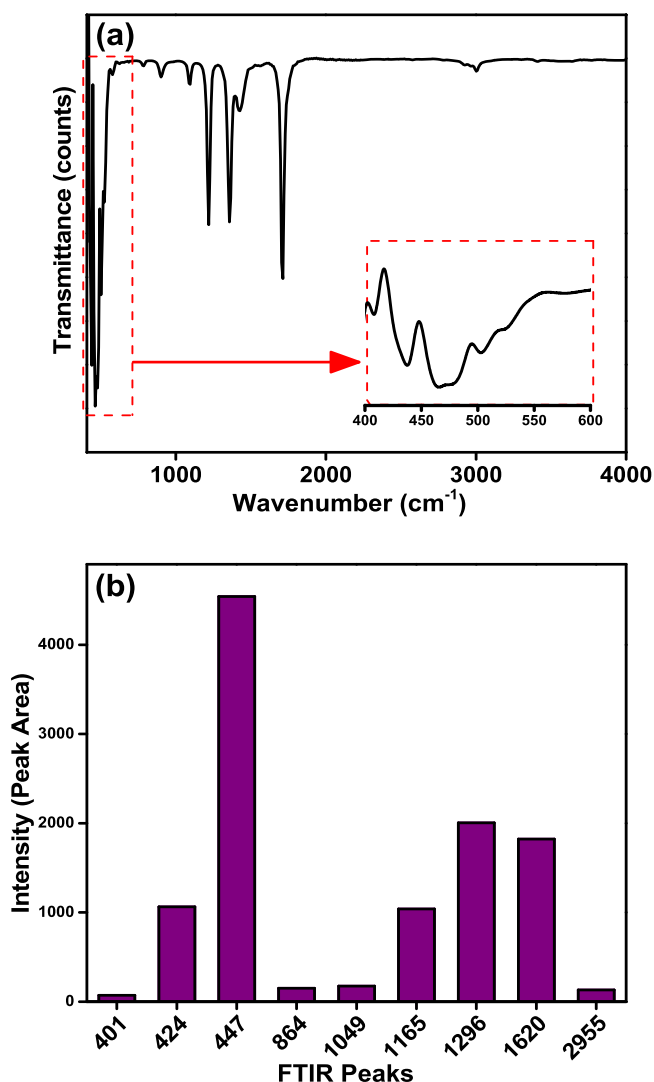 (a)
Transmittance (counts)
400 450 500 550 600
1000 2000 3000 4000
Wavenumber (cm⁻¹)
(b)
Intensity (Peak Area)
4000
3000
2000
1000
0
401 424 447 864 1049 1165 1296 1620 2955
FTIR Peaks